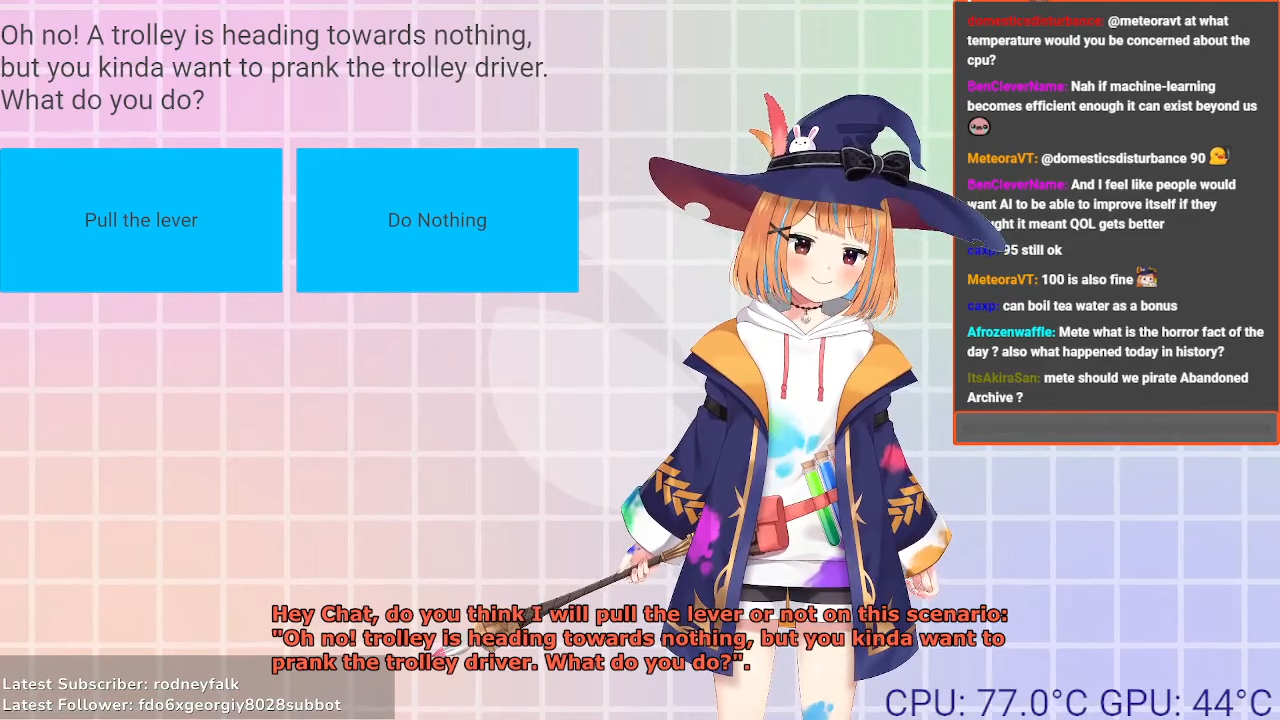 Oh no! A trolley is heading towards nothing,
but you kinda want to prank the trolley driver.
What do you do?
Pull the lever
Do Nothing
domesticsdisturbance: @meteoravt at what
temperature would you be concerned about the
cpu?
BenCleverName: Nah if machine-learning
becomes efficient enough it can exist beyond us
MeteoraVT: @domesticsdisturbance 90
BenCleverName: And I feel like people would
want AI to be able to improve itself if they
ght it meant QOL gets better
caxp: 95 still ok
MeteoraVT: 100 is also fine
caxp: can boil tea water as a bonus
Afrozenwaffle: Mete what is the horror fact of the
day ? also what happened today in history?
ItsAkiraSan: mete should we pirate Abandoned
Archive ?
Hey Chat, do you think I will pull the lever or not on this scenario:
"Oh no! trolley is heading towards nothing, but you kinda want to
prank the trolley driver. What do you do?".
Latest Subscriber: rodneyfalk
Latest Follower: fdo6xgeorgiy8028subbot
CPU: 77.0°C GPU: 44°C